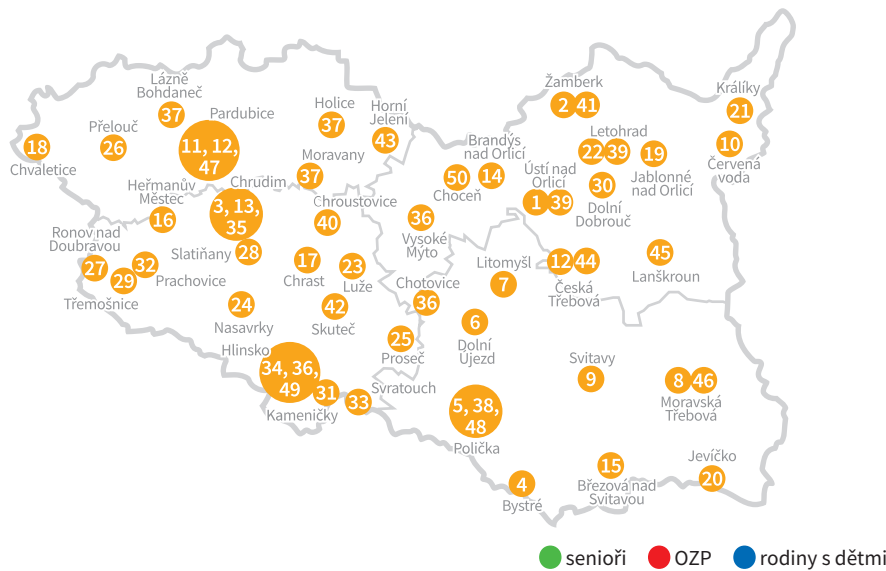 Žamberk
2 41
Králíky
21
Lázně
Bohdaneč
37
Pardubice
11, 12,
47
Holice
37
Horní
Jelení
43
Přelouč
26
18
Chvaletice
Letohrad
22 39
19
Jablonné
nad Orlicí
10
Červená
voda
Brandýs
nad Orlicí
14
50
Choceň
Moravany
37
Ústí nad
Orlicí
1 39
30
Dolní
Dobrouč
Heřmanův
Městec
16
Chrudim
3, 13,
35
Chroustovice
40
36
Vysoké
Mýto
Ronov nad
Doubravou
27
32
Prachovice
29
Třemošnice
Slatiňany
28
17
Chrast
23
Luže
Chotovice
36
Litomyšl
7
12 44
Česká
Třebová
45
Lanškroun
24
Nasavrky
42
Skuteč
6
Dolní
Újezd
25
Proseč
Hlinsko
34, 36,
49
31
Kameničky
Svratouch
33
Svitavy
9
8 46
Moravská
Třebová
5, 38,
48
Polička
4
Bystré
15
Březová nad
Svitavou
Jevíčko
20
senioři OZP rodiny s dětmi